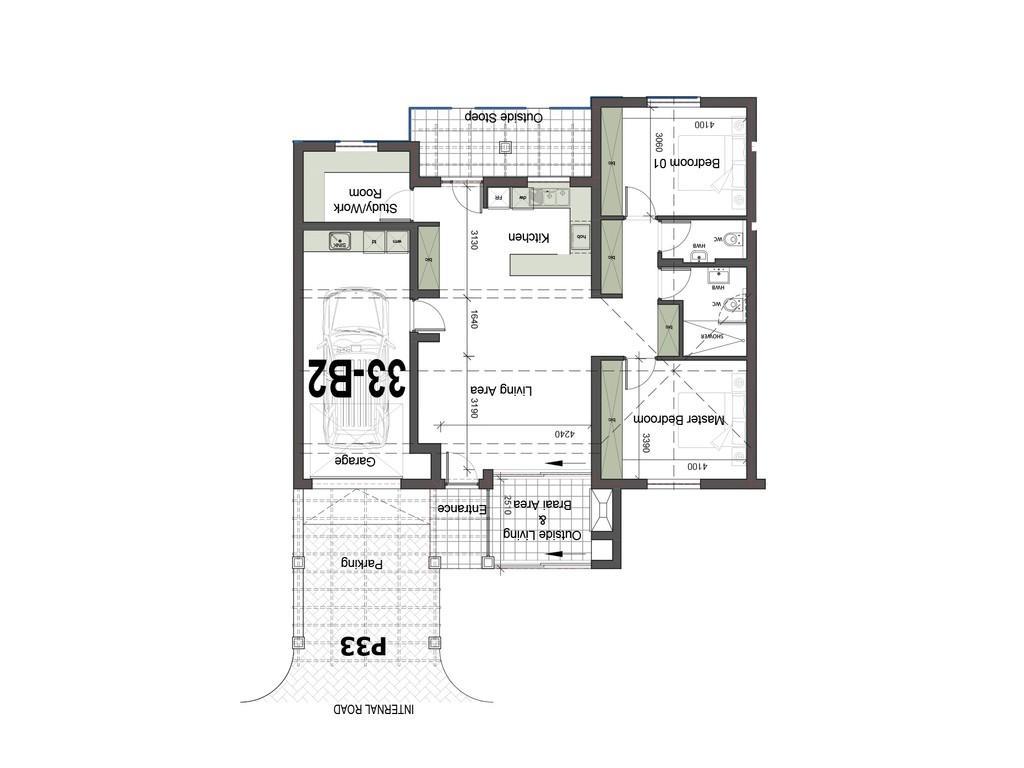 INTERNAL ROAD
P33
Parking
Outside Living
&
Braai Area
2510
Entrance
Garage
4100
3390
Master Bedroom
bic
4240
3190
Living Area
33-B2
SHOWER
bic
WC
HWB
1640
bic
bic
wm
td
SINK
Kitchen
hob
3130
HWB
WC
Study/Work
Room
FR
dw
Bedroom 01
3060
bic
4100
Outside Stoep